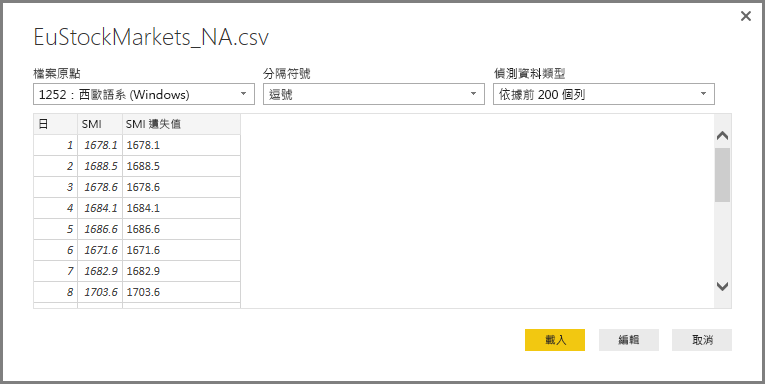 EuStockMarkets_NA.csv
檔案原點 分隔符號 偵測資料類型
1252：西歐語系 (Windows) 逗號 依據前 200 個列
日 SMI SMI 遺失值
1 1678.1 1678.1
2 1688.5 1688.5
3 1678.6 1678.6
4 1684.1 1684.1
5 1686.6 1686.6
6 1671.6 1671.6
7 1682.9 1682.9
8 1703.6 1703.6
載入 編輯 取消